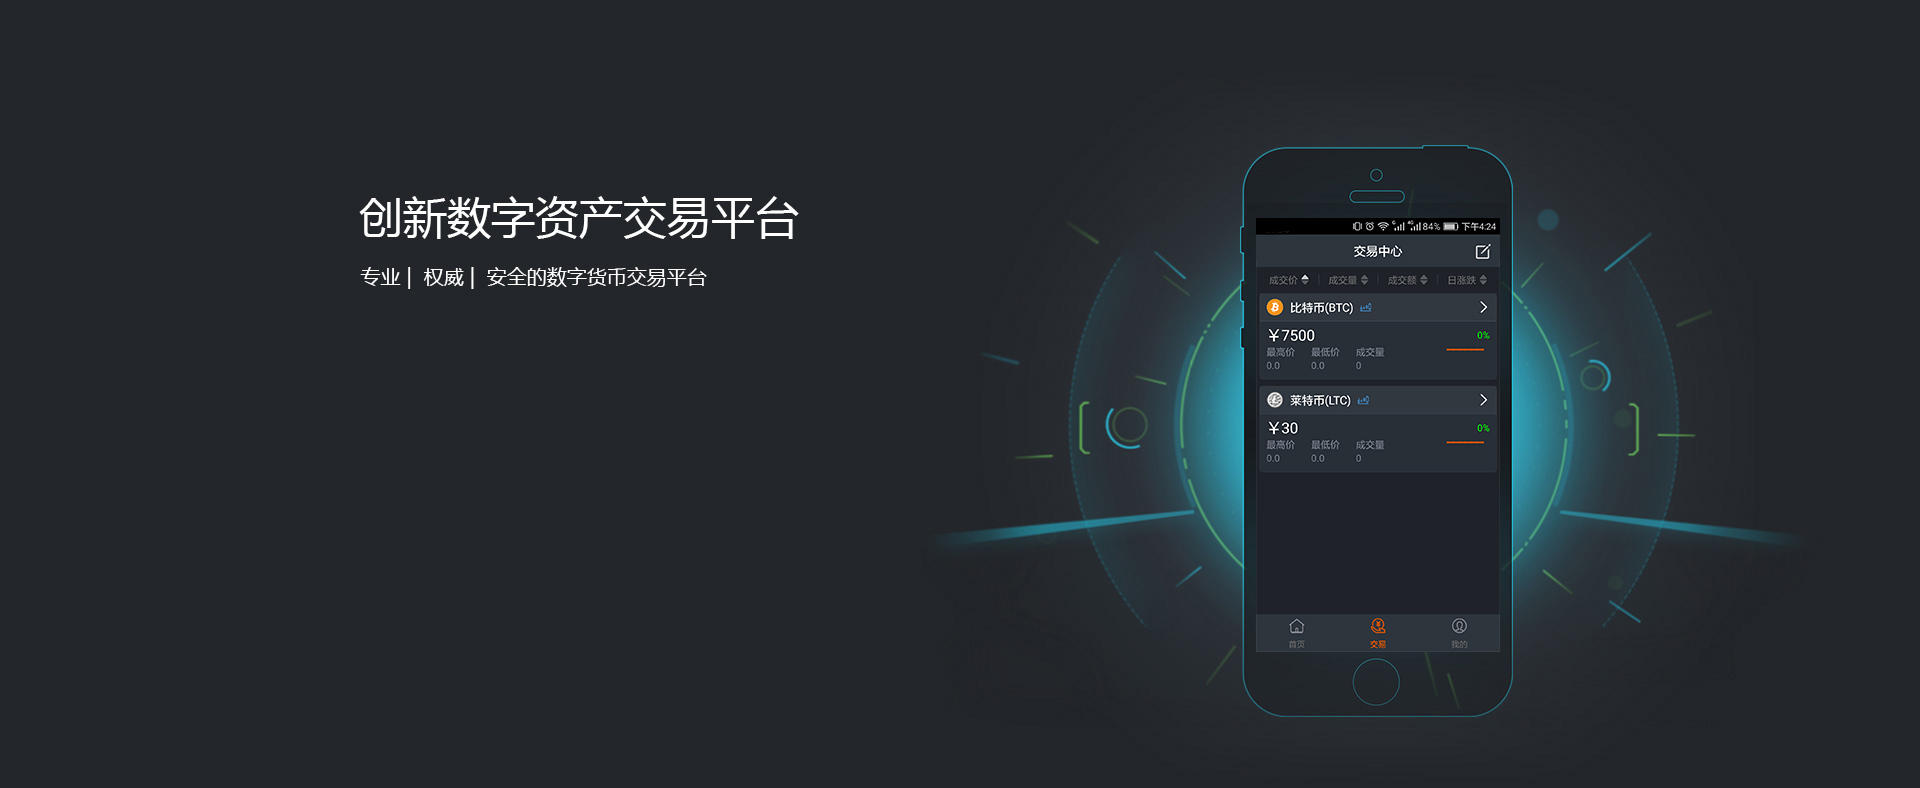 创新数字资产交易平台
专业 | 权威 | 安全的数字货币交易平台
84% 下午4:24
交易中心
成交价 成交量 成交额 日涨跌
比特币(BTC)
￥7500 0%
最高价 最低价 成交量
0.0 0.0 0
莱特币(LTC)
￥30 0%
最高价 最低价 成交量
0.0 0.0 0
首页 交易 我的